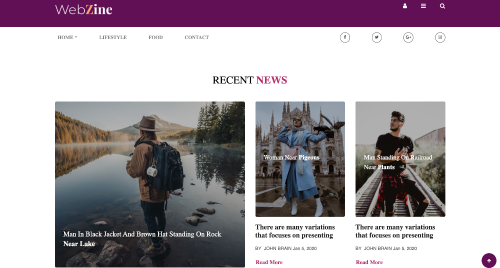 WebZine
HOME
LIFESTYLE
FOOD
CONTACT
RECENT NEWS
Man In Black Jacket And Brown Hat Standing On Rock
Near Lake
Woman Near Pigeons
Man Standing On Railroad
Near Plants
There are many variations
that focuses on presenting
BY JOHN BRAIN Jan 5, 2020
Read More
There are many variations
that focuses on presenting
BY JOHN BRAIN Jan 5, 2020
Read More